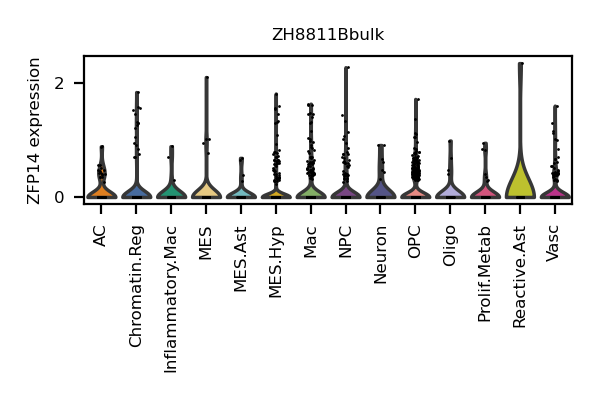 ZH8811Bbulk
ZFP14 expression
2
0
AC
Chromatin.Reg
Inflammatory.Mac
MES
MES.Ast
MES.Hyp
Mac
NPC
Neuron
OPC
Oligo
Prolif.Metab
Reactive.Ast
Vasc